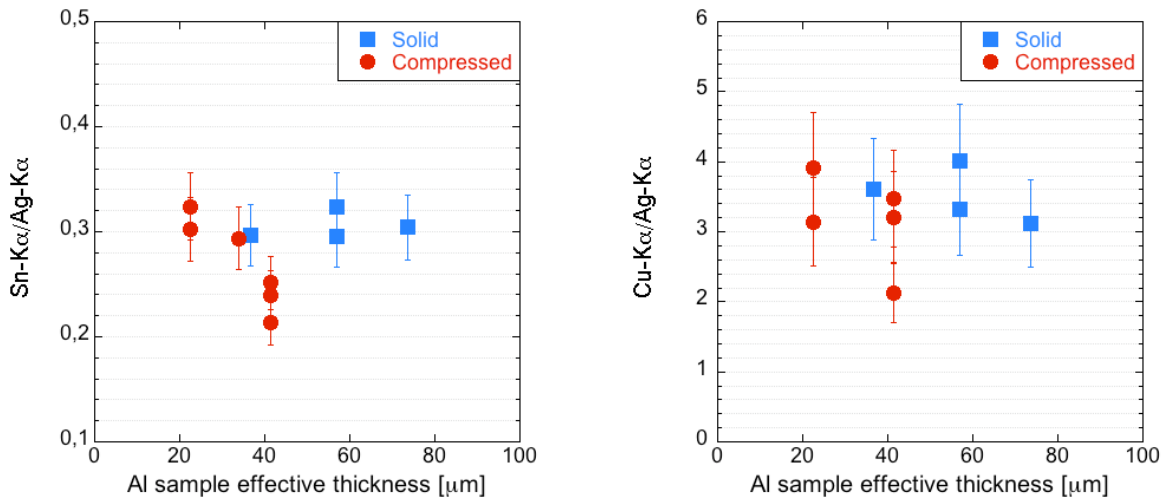 0,5
0,4
0,3
0,2
0,1
Sn-Kα/Ag-Kα
Solid
Compressed
0 20 40 60 80 100
Al sample effective thickness [μm]
6
5
4
3
2
1
0
Cu-Kα/Ag-Kα
Solid
Compressed
0 20 40 60 80 100
Al sample effective thickness [μm]